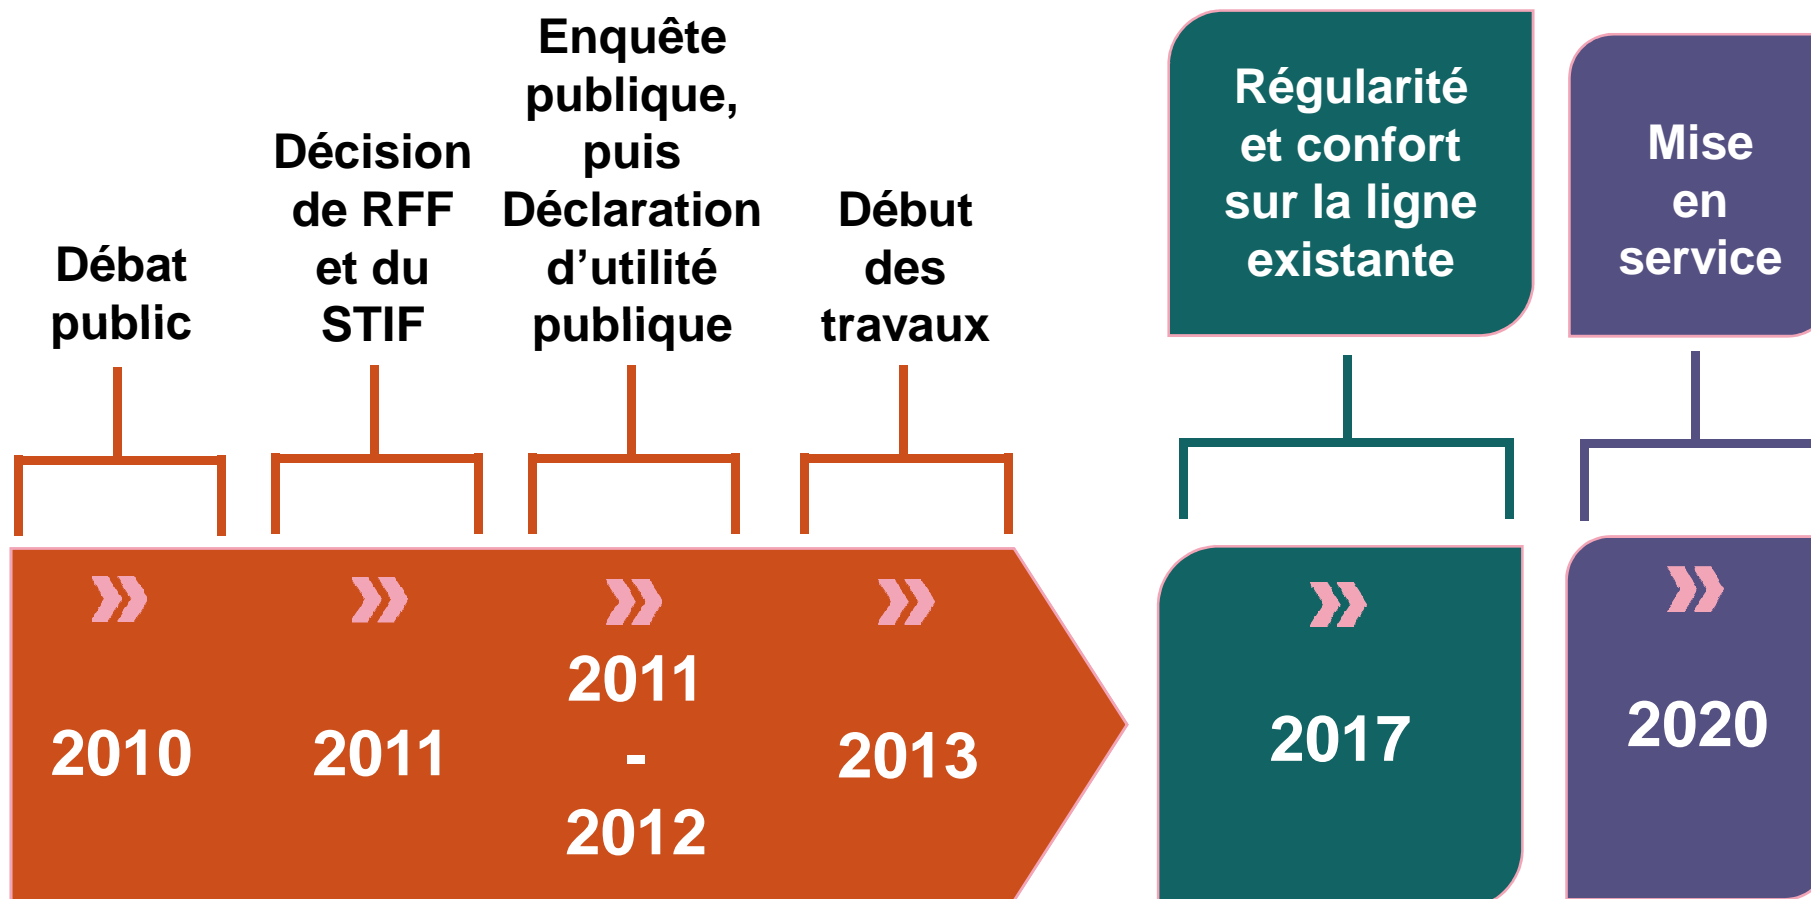 Débat
public
Décision
de RFF
et du
STIF
Enquête
publique,
puis
Déclaration
d’utilité
publique
Début
des
travaux
Régularité
et confort
sur la ligne
existante
Mise
en
service
2010
2011
2011
-
2012
2013
2017
2020